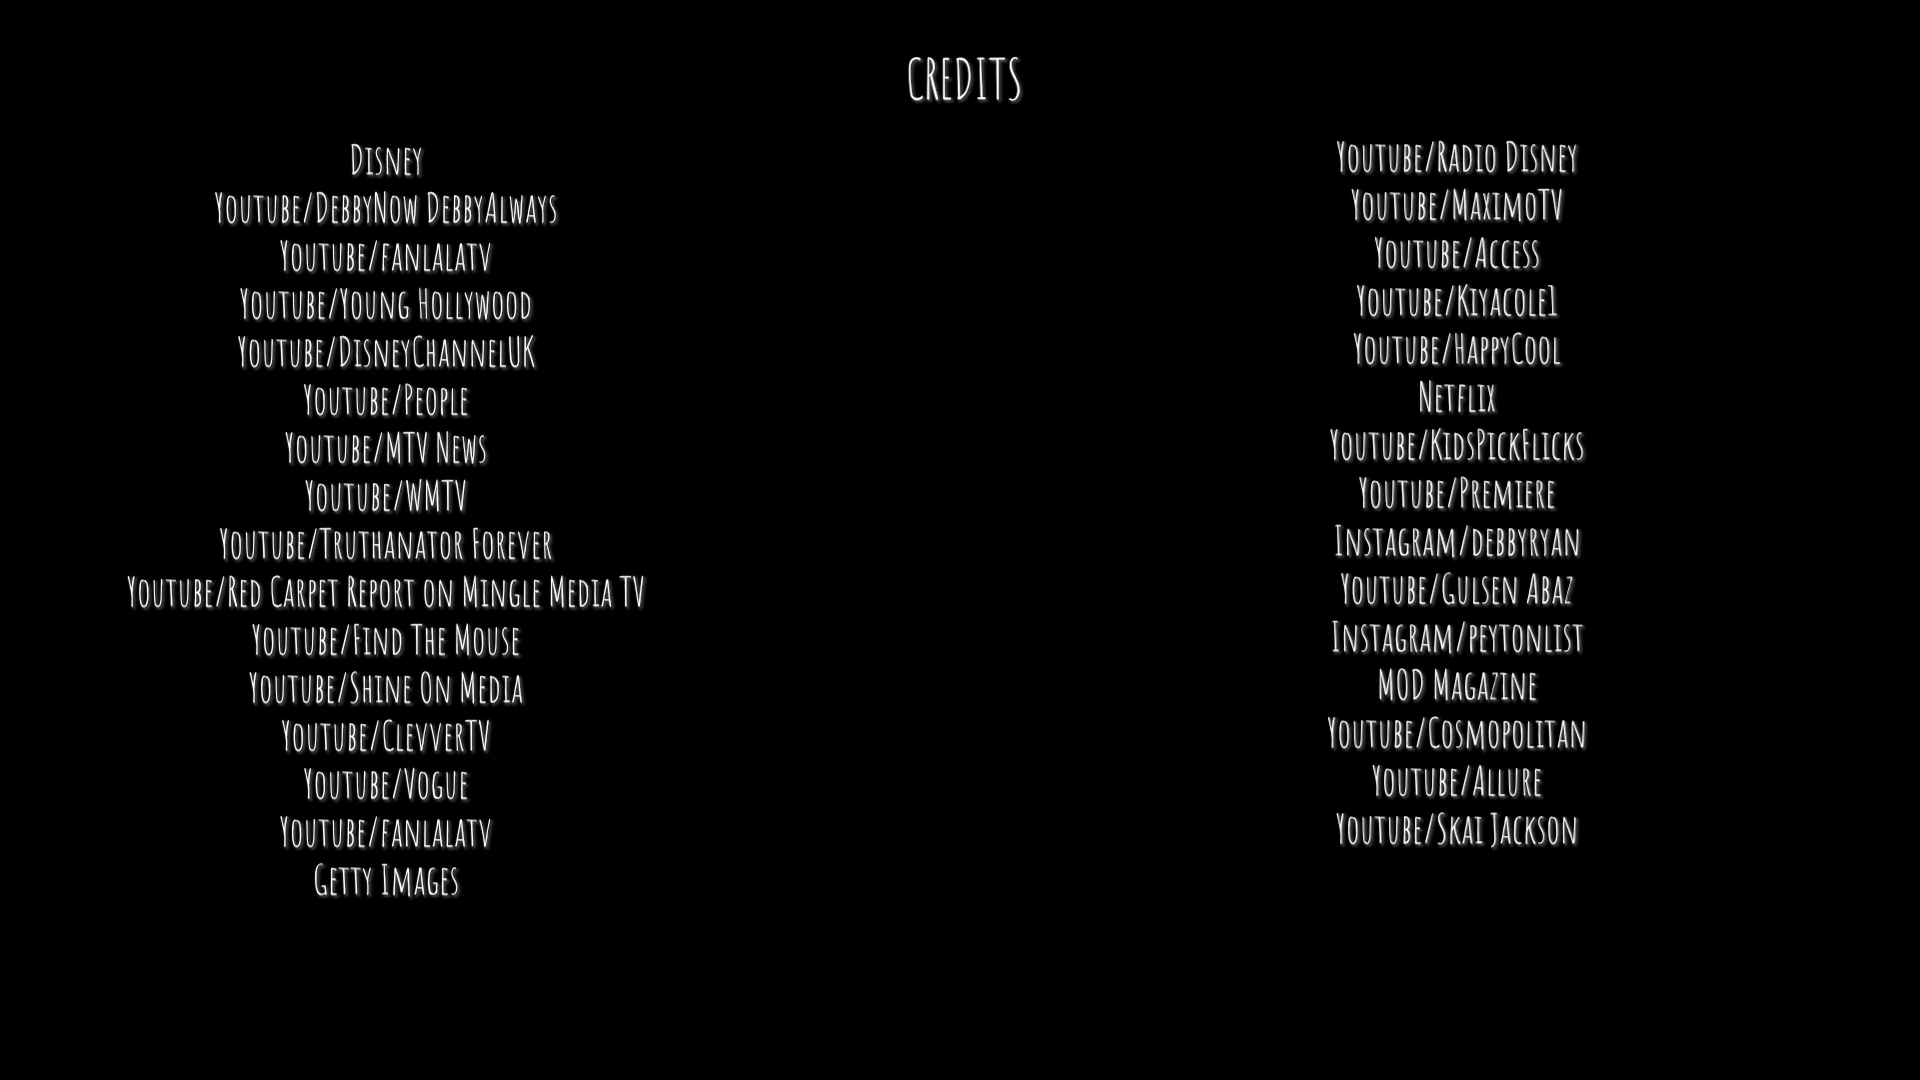 CREDITS
Disney
Youtube/DebbyNow DebbyAlways
Youtube/fanlalatv
Youtube/Young Hollywood
Youtube/DisneyChannelUK
Youtube/People
Youtube/MTV News
Youtube/WMTV
Youtube/Truthanator Forever
Youtube/Red Carpet Report on Mingle Media TV
Youtube/Find The Mouse
Youtube/Shine On Media
Youtube/ClevverTV
Youtube/Vogue
Youtube/fanlalatv
Getty Images
Youtube/Radio Disney
Youtube/MaximoTV
Youtube/Access
Youtube/Kiyacole1
Youtube/HappyCool
Netflix
Youtube/KidsPickFlicks
Youtube/Premiere
Instagram/debbyryan
Youtube/Gulsen Abaz
Instagram/peytonlist
MOD Magazine
Youtube/Cosmopolitan
Youtube/Allure
Youtube/Skai Jackson